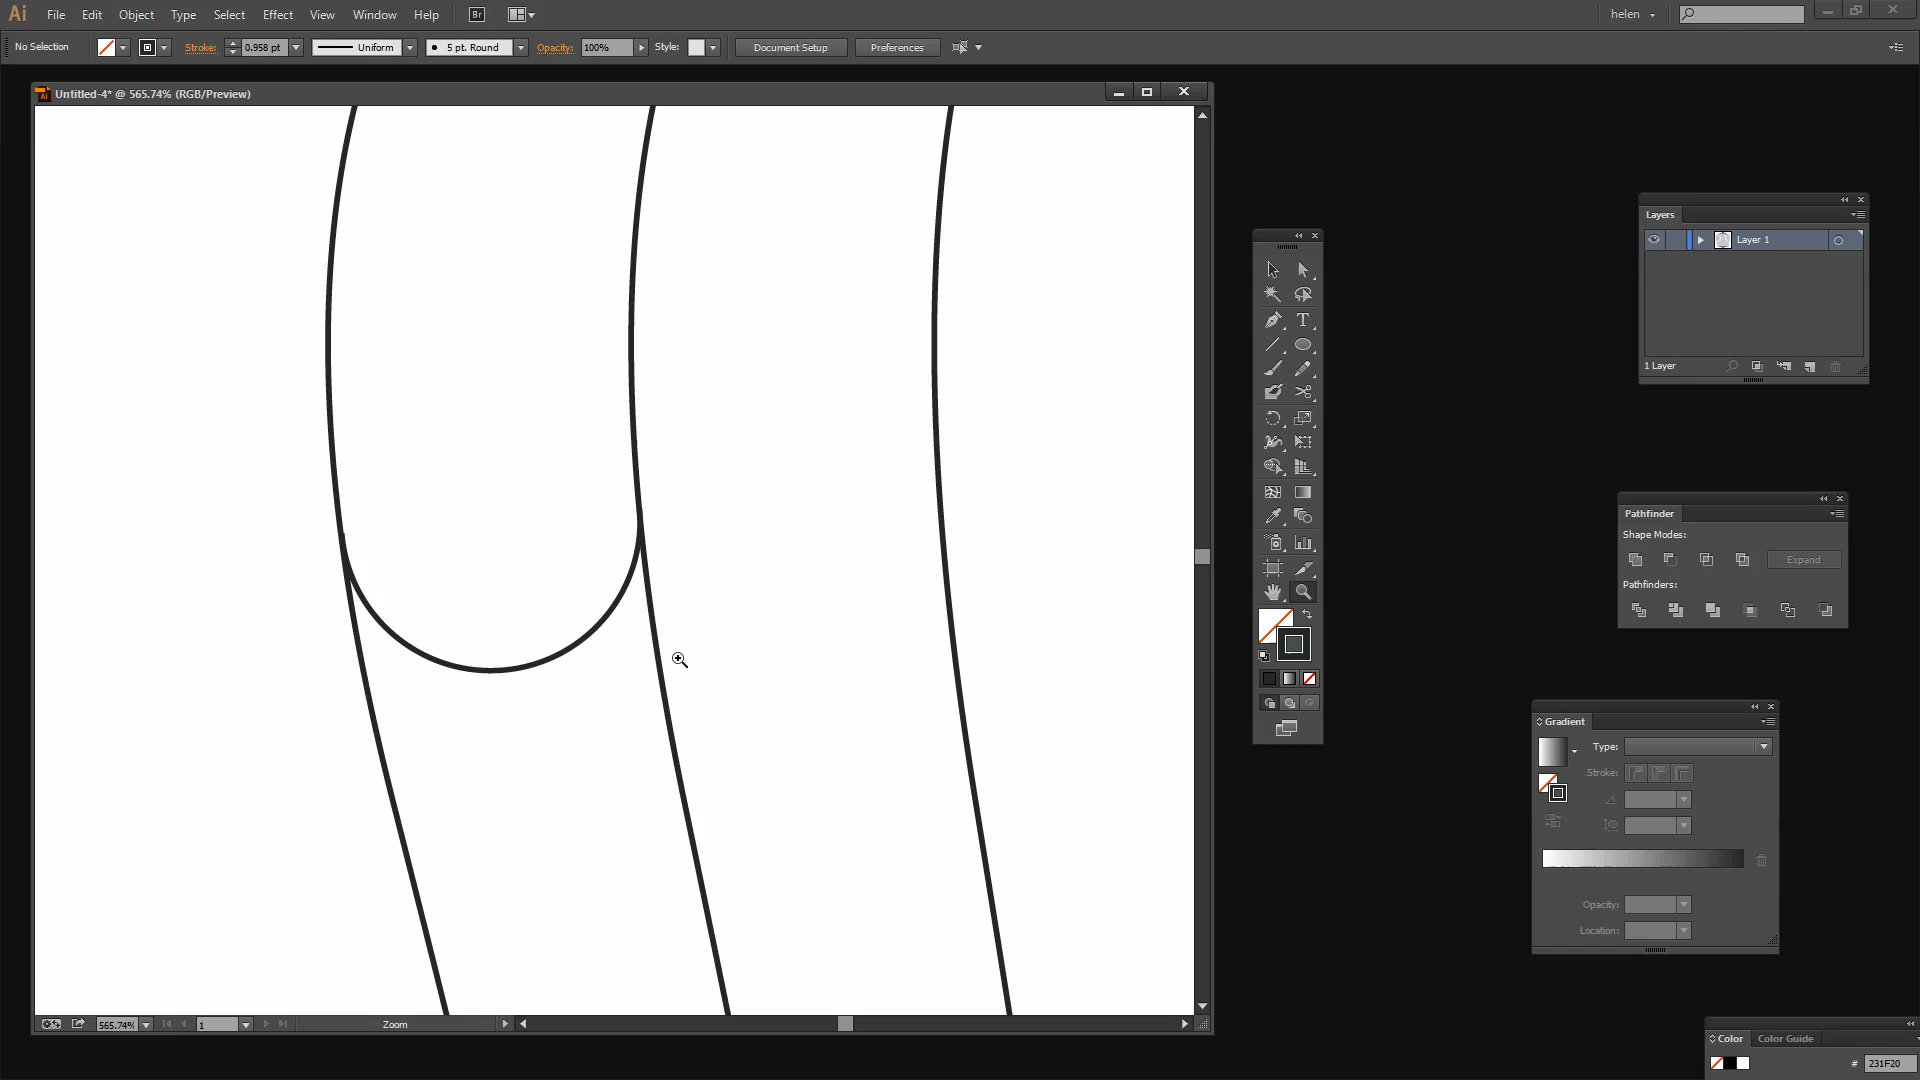 Ai File Edit Object Type Select Effect View Window Help Br helen
No Selection Stroke: 0.958 pt Uniform 5 pt. Round Opacity: 100% Style: Document Setup Preferences
Untitled-4* @ 565.74% (RGB/Preview)
Layers
Layer 1
1 Layer
Pathfinder
Shape Modes:
Expand
Pathfinders:
Gradient
Type:
Stroke:
Opacity:
Location:
565.74% 1 Zoom
Color Color Guide
# 231F20